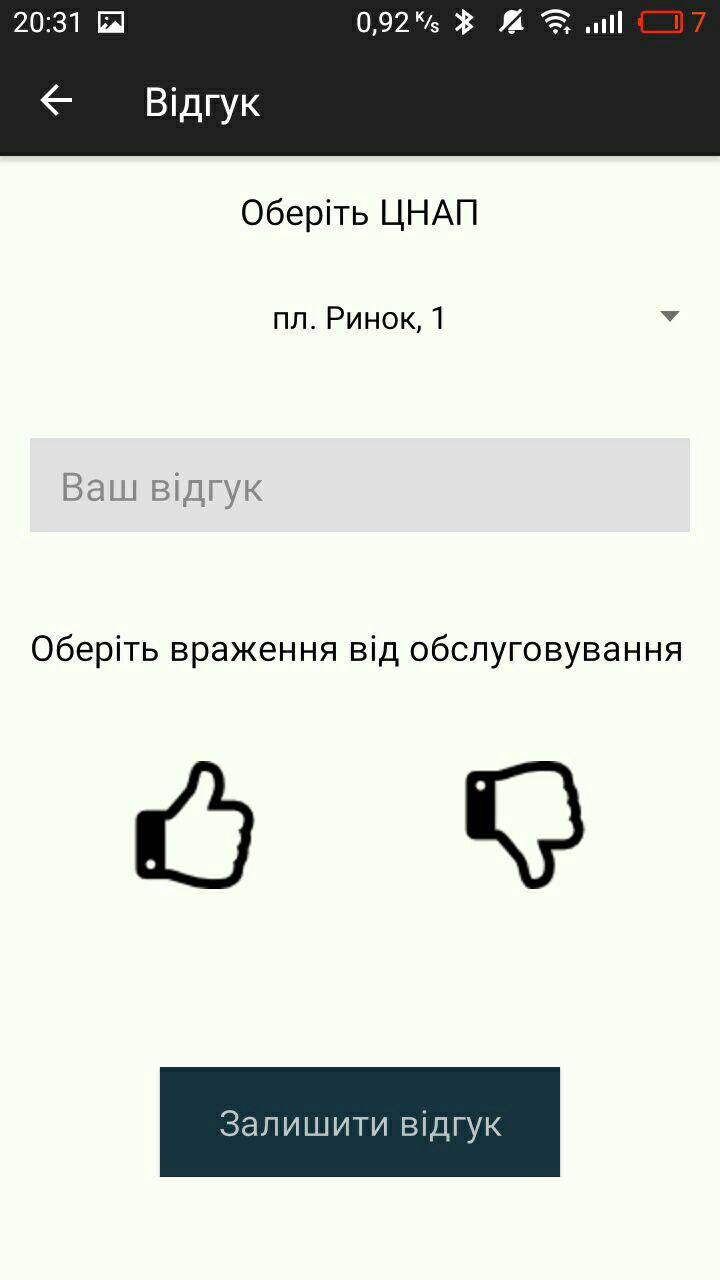 20:31 0,92 K/s 7
Відгук
Оберіть ЦНАП
пл. Ринок, 1
Ваш відгук
Оберіть враження від обслуговування
Залишити відгук